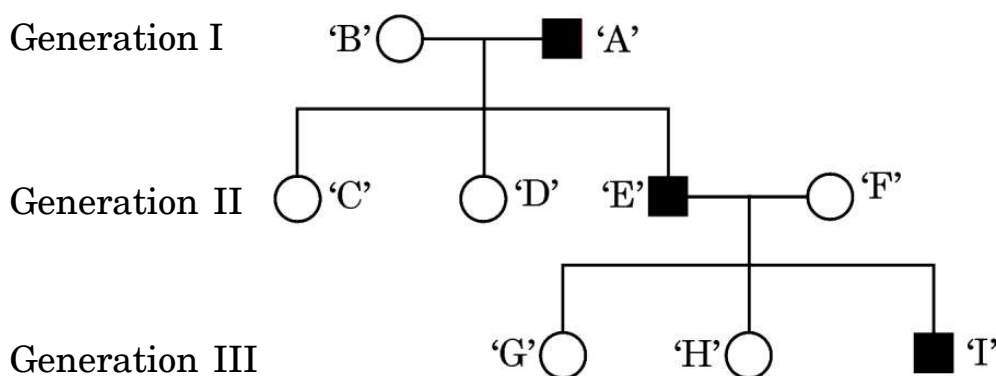 Generation I ‘B’ ‘A’
Generation II ‘C’ ‘D’ ‘E’ ‘F’
Generation III ‘G’ ‘H’ ‘I’